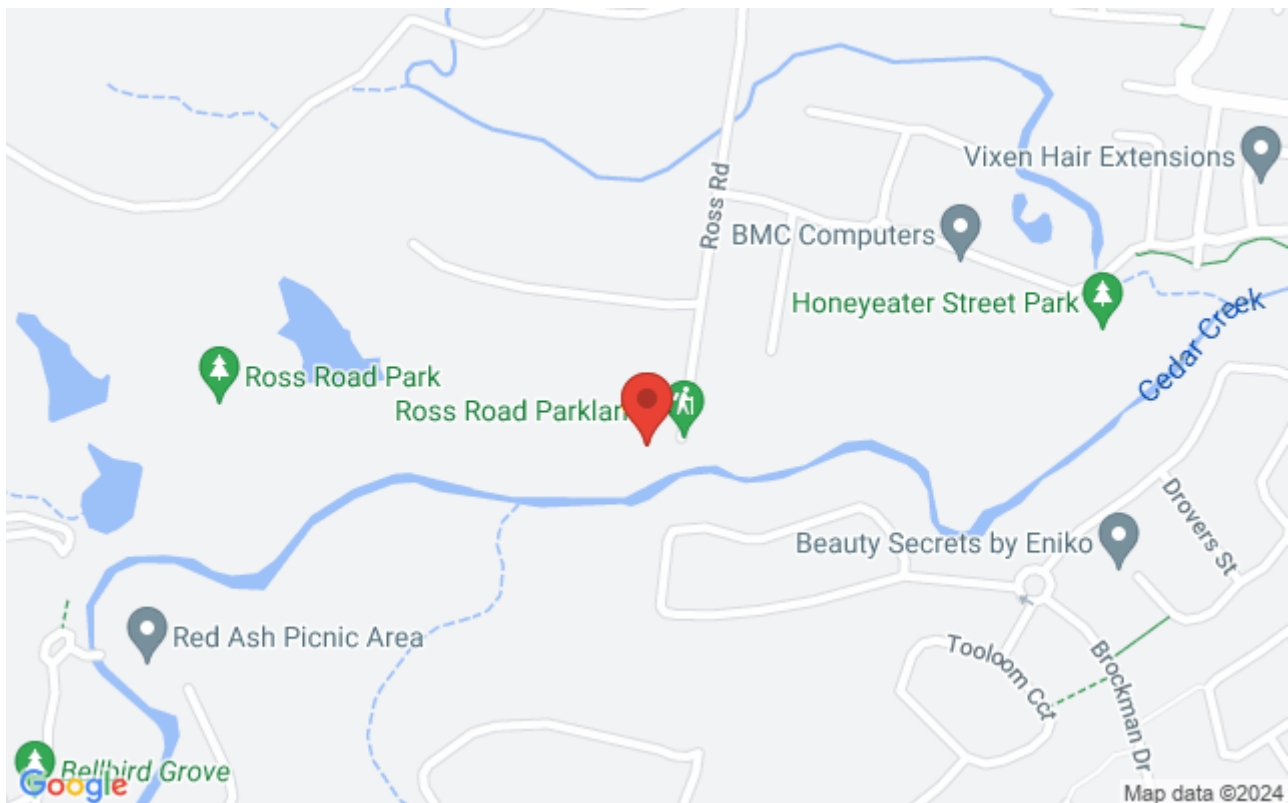 Vixen Hair Extensions
Ross Rd
BMC Computers
Honeyeater Street Park
Cedar Creek
Ross Road Park
Ross Road Parklan
Drovers St
Beauty Secrets by Eniko
Red Ash Picnic Area
Tooloom Cct
Brockman Dr
Bellbird Grove
Google
Map data ©2024